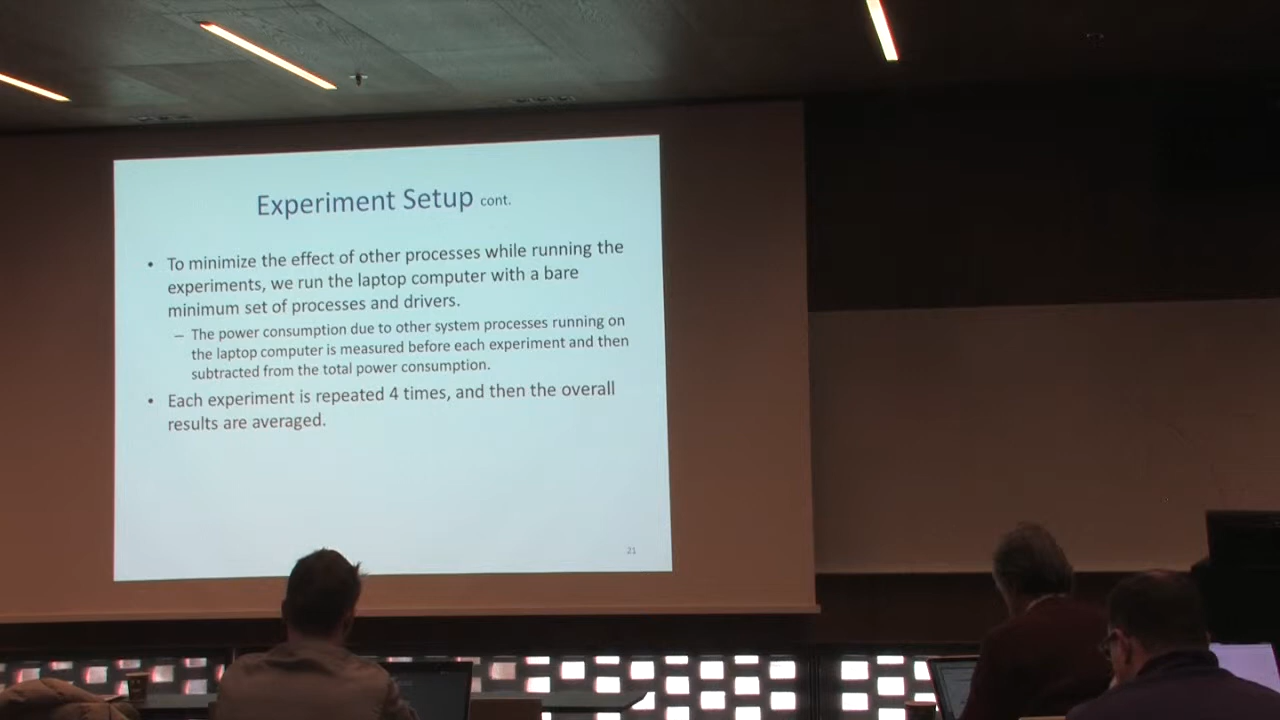 Experiment Setup cont.
• To minimize the effect of other processes while running the
experiments, we run the laptop computer with a bare
minimum set of processes and drivers.
– The power consumption due to other system processes running on
the laptop computer is measured before each experiment and then
subtracted from the total power consumption.
• Each experiment is repeated 4 times, and then the overall
results are averaged.
21